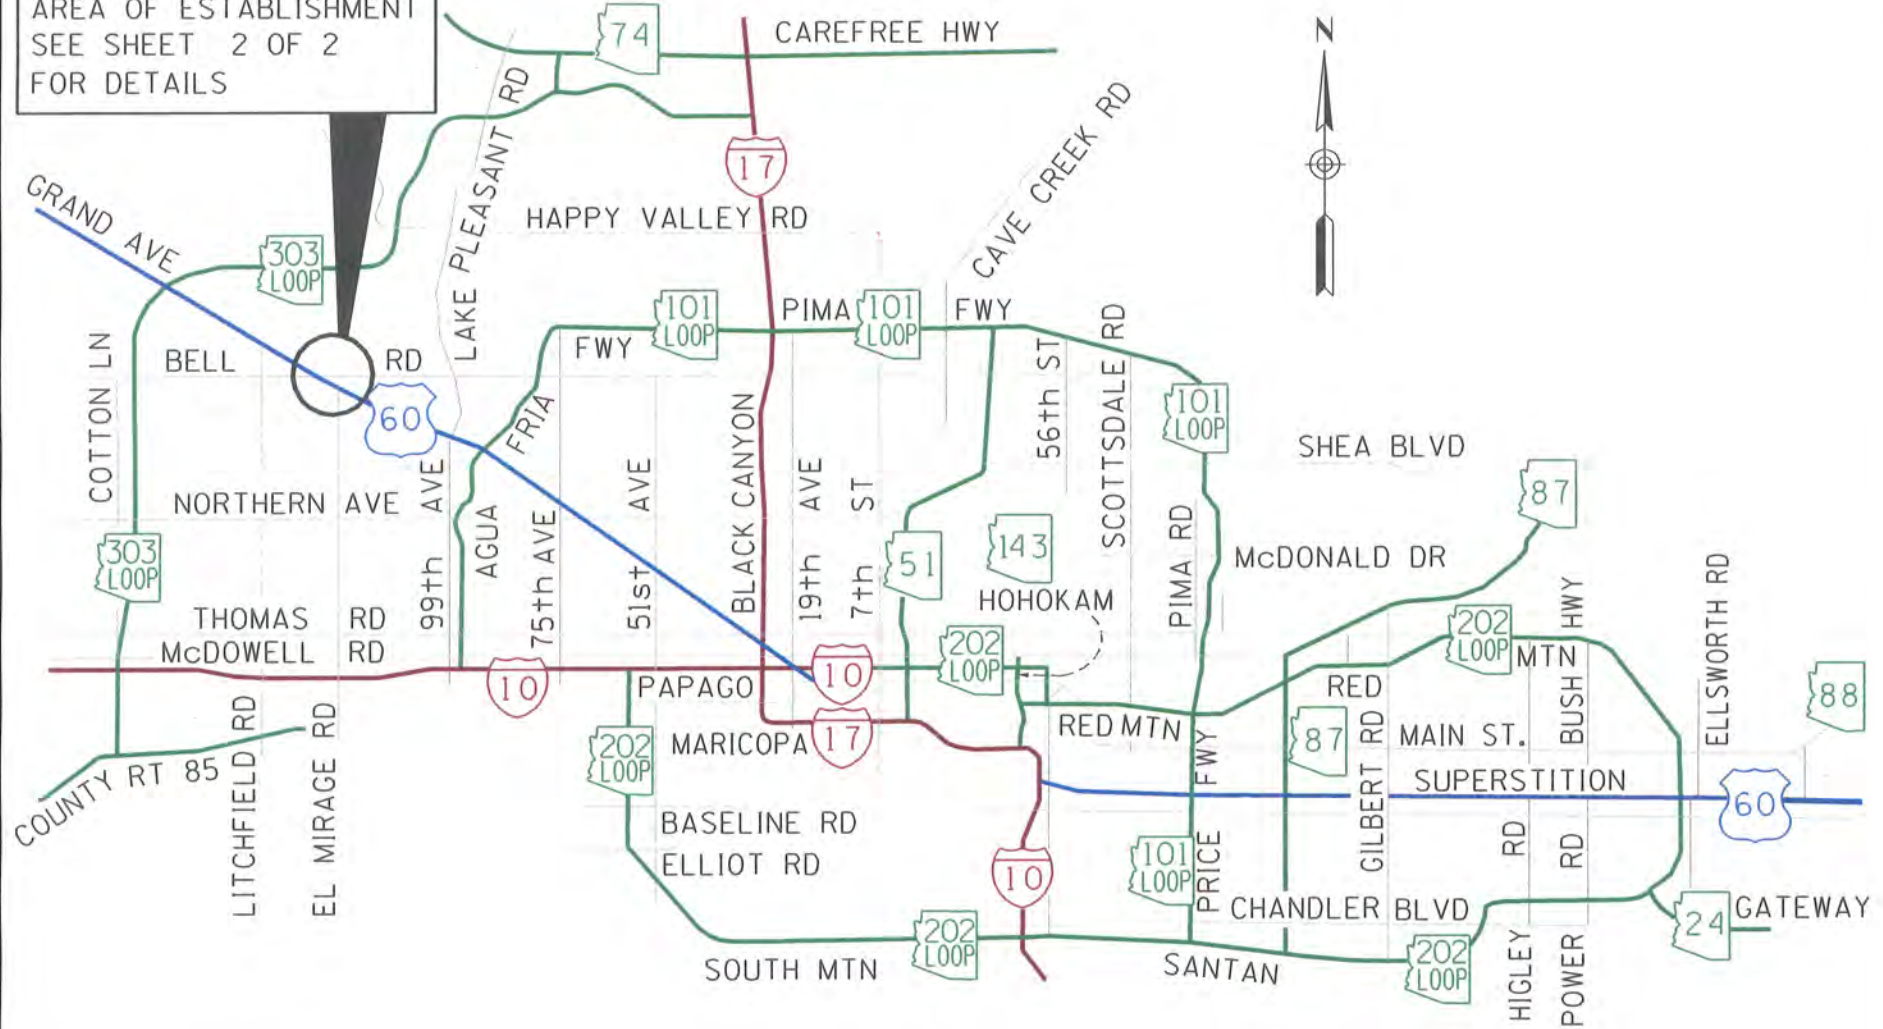 AREA OF ESTABLISHMENT
SEE SHEET 2 OF 2
FOR DETAILS
74
CAREFREE HWY
N
17
LAKE PLEASANT RD
CAVE CREEK RD
HAPPY VALLEY RD
GRAND AVE
303
LOOP
101
LOOP
PIMA
101
LOOP
FWY
FWY
BELL RD
COTTON LN
60
AGUA FRIA
BLACK CANYON
56th ST
SCOTTSDALE RD
101
LOOP
SHEA BLVD
87
NORTHERN AVE
99th AVE
75th AVE
51st AVE
19th AVE
7th ST
143
51
PIMA RD
McDONALD DR
303
LOOP
HOHOKAM
BUSH HWY
ELLSWORTH RD
THOMAS RD
McDOWELL RD
202
LOOP
202
LOOP
MTN
RED
10
PAPAGO
10
88
202
LOOP
MARICOPA
17
RED MTN
87
GILBERT RD
MAIN ST.
SUPERSTITION
60
COUNTY RT 85
LITCHFIELD RD
EL MIRAGE RD
BASELINE RD
ELLIOT RD
10
101
LOOP
PRICE FWY
CHANDLER BLVD
HIGLEY RD
POWER RD
24
GATEWAY
202
LOOP
SOUTH MTN
SANTAN
202
LOOP